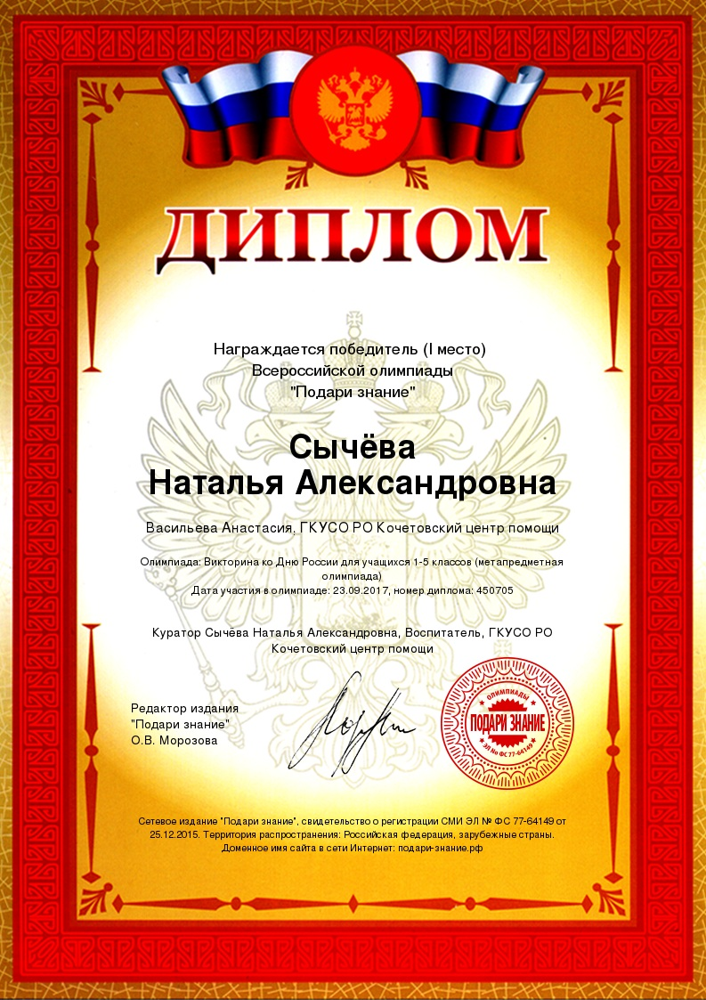 ДИПЛОМ
Награждается победитель (I место)
Всероссийской олимпиады
"Подари знание"
Сычёва
Наталья Александровна
Васильева Анастасия, ГКУСО РО Кочетовский центр помощи
Олимпиада: Викторина ко Дню России для учащихся 1-5 классов (метапредметная
олимпиада)
Дата участия в олимпиаде: 23.09.2017, номер диплома: 450705
Куратор Сычёва Наталья Александровна, Воспитатель, ГКУСО РО
Кочетовский центр помощи
Редактор издания
"Подари знание"
О.В. Морозова
ОЛИМПИАДЫ
ПОДАРИ ЗНАНИЕ
ЭЛ № ФС 77-64149
Сетевое издание "Подари знание", свидетельство о регистрации СМИ ЭЛ № ФС 77-64149 от
25.12.2015. Территория распространения: Российская федерация, зарубежные страны.
Доменное имя сайта в сети Интернет: подари-знание.рф